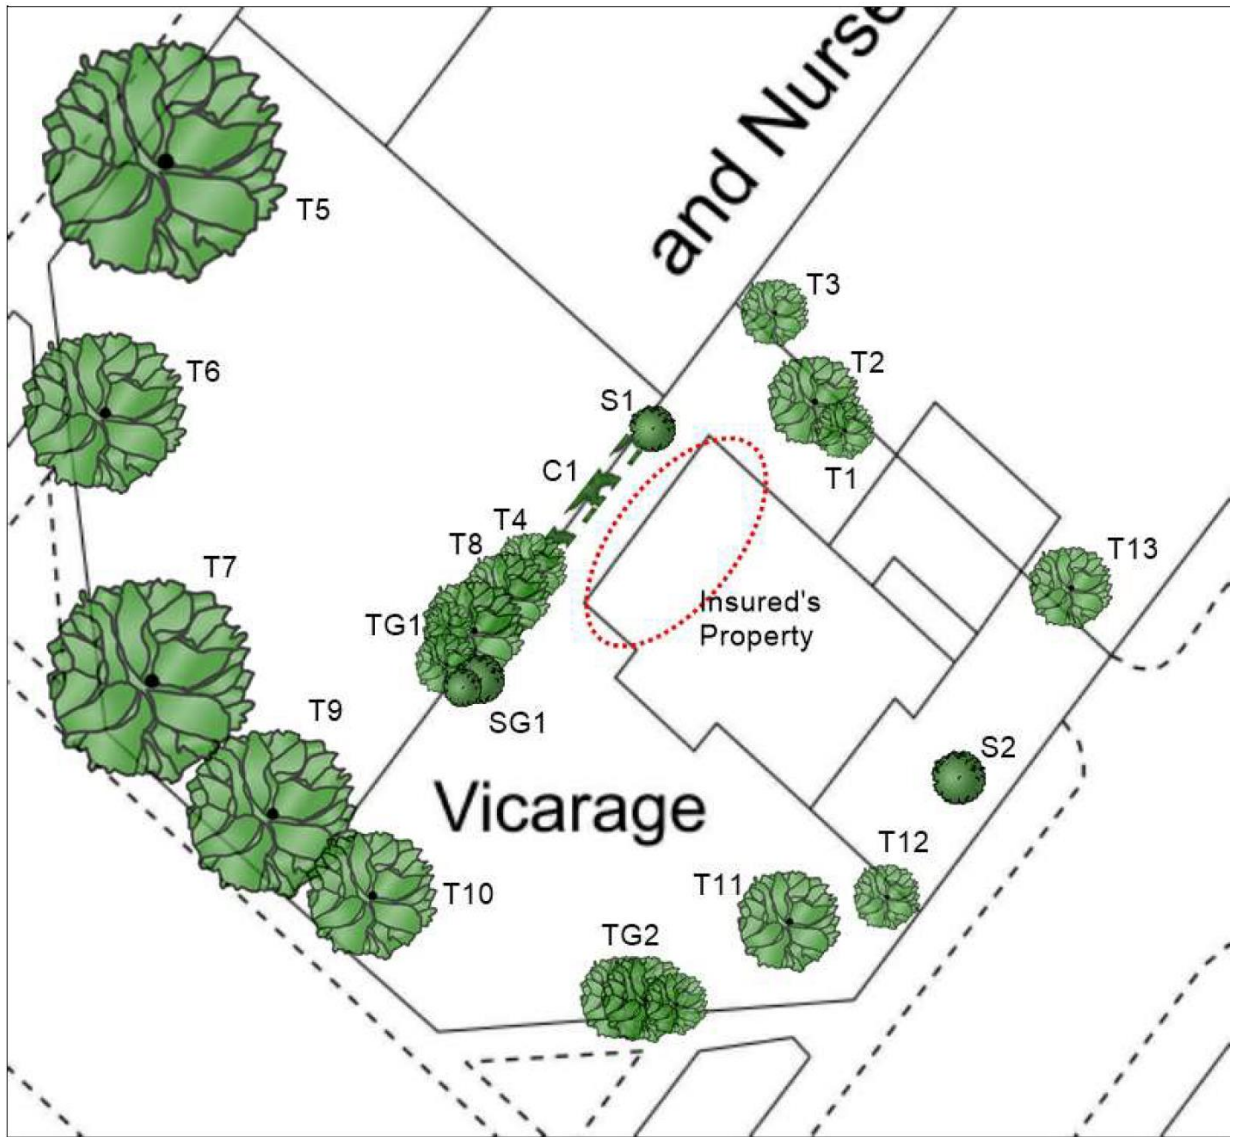 and Nurse
T5
T3
T6
T2
S1
T1
C1
T4
T8
T13
T7
Insured's
Property
TG1
T9
SG1
S2
Vicarage
T12
T11
T10
TG2